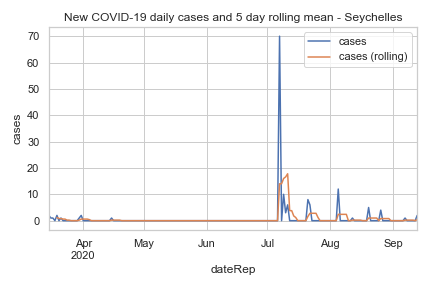 New COVID-19 daily cases and 5 day rolling mean - Seychelles
cases
cases (rolling)
70
60
50
40
30
20
10
0
cases
Apr
2020
May
Jun
Jul
Aug
Sep
dateRep